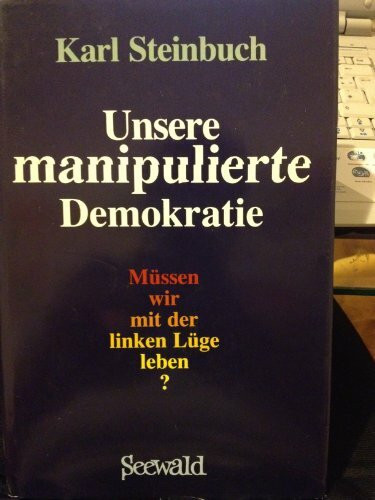 Karl Steinbuch
Unsere
manipulierte
Demokratie
Müssen
wir
mit der
linken Lüge
leben
?
Seewald